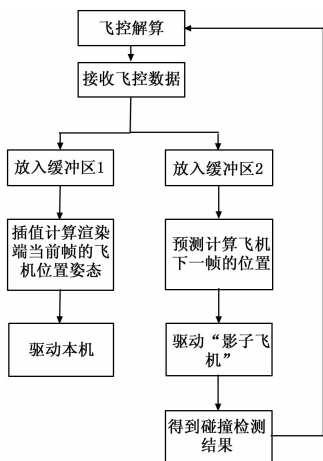 飞控解算
接收飞控数据
放入缓冲区1
放入缓冲区2
插值计算渲染
端当前帧的飞
机位置姿态
预测计算飞机
下一帧的位置
驱动本机
驱动“影子飞
机”
得到碰撞检测
结果